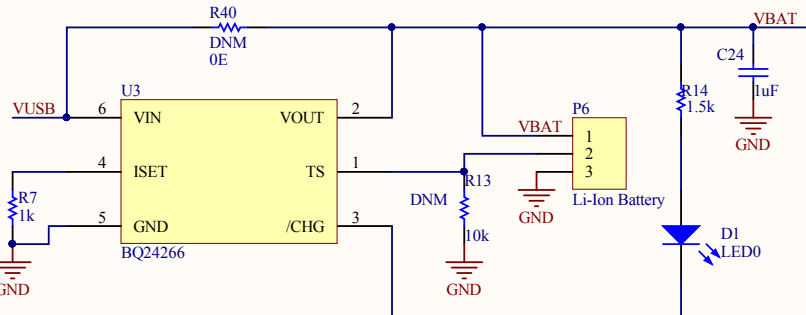 R40
DNM
0E
VBAT
C24
1uF
GND
R14
1.5k
U3
VUSB
6
VIN
VOUT
2
4
ISET
TS
1
5
GND
/CHG
3
BQ24266
R7
1k
GND
P6
VBAT
1
2
3
GND
Li-Ion Battery
R13
DNM
10k
GND
D1
LED0